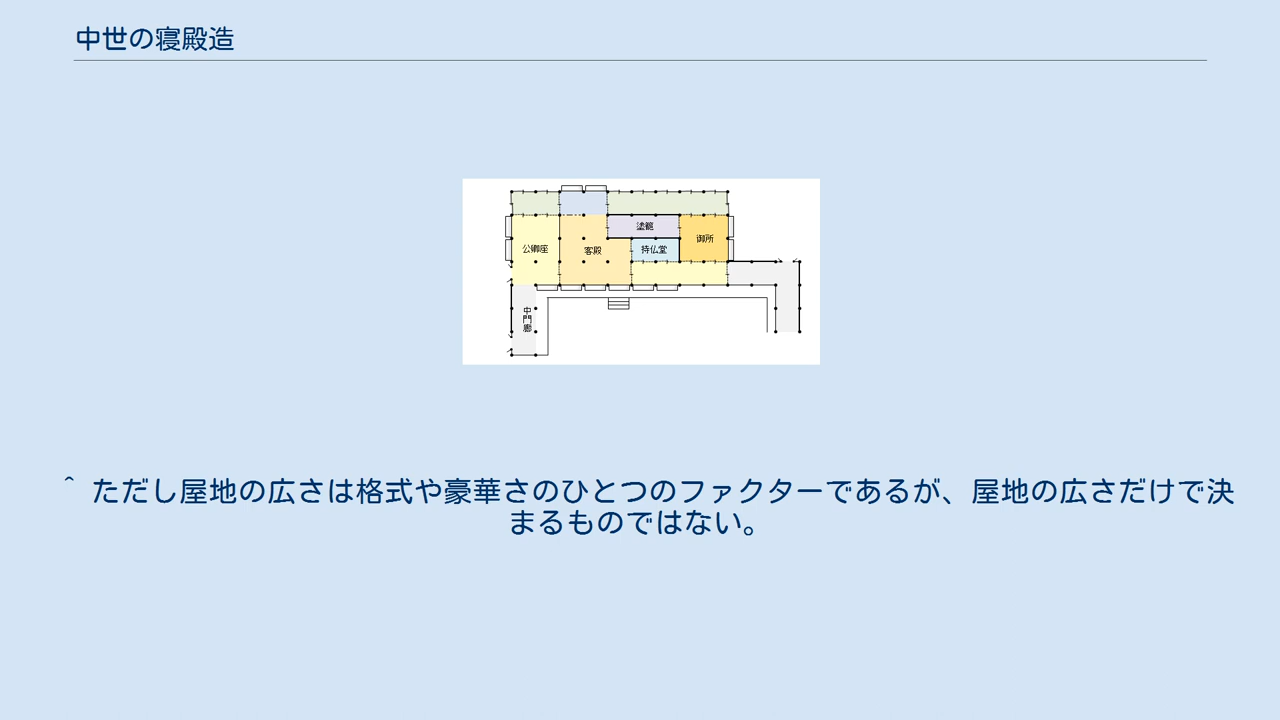 中世の寝殿造
塗籠
御所
公卿座
客殿
持仏堂
中門廊
^ ただし屋地の広さは格式や豪華さのひとつのファクターであるが、屋地の広さだけで決
まるものではない。